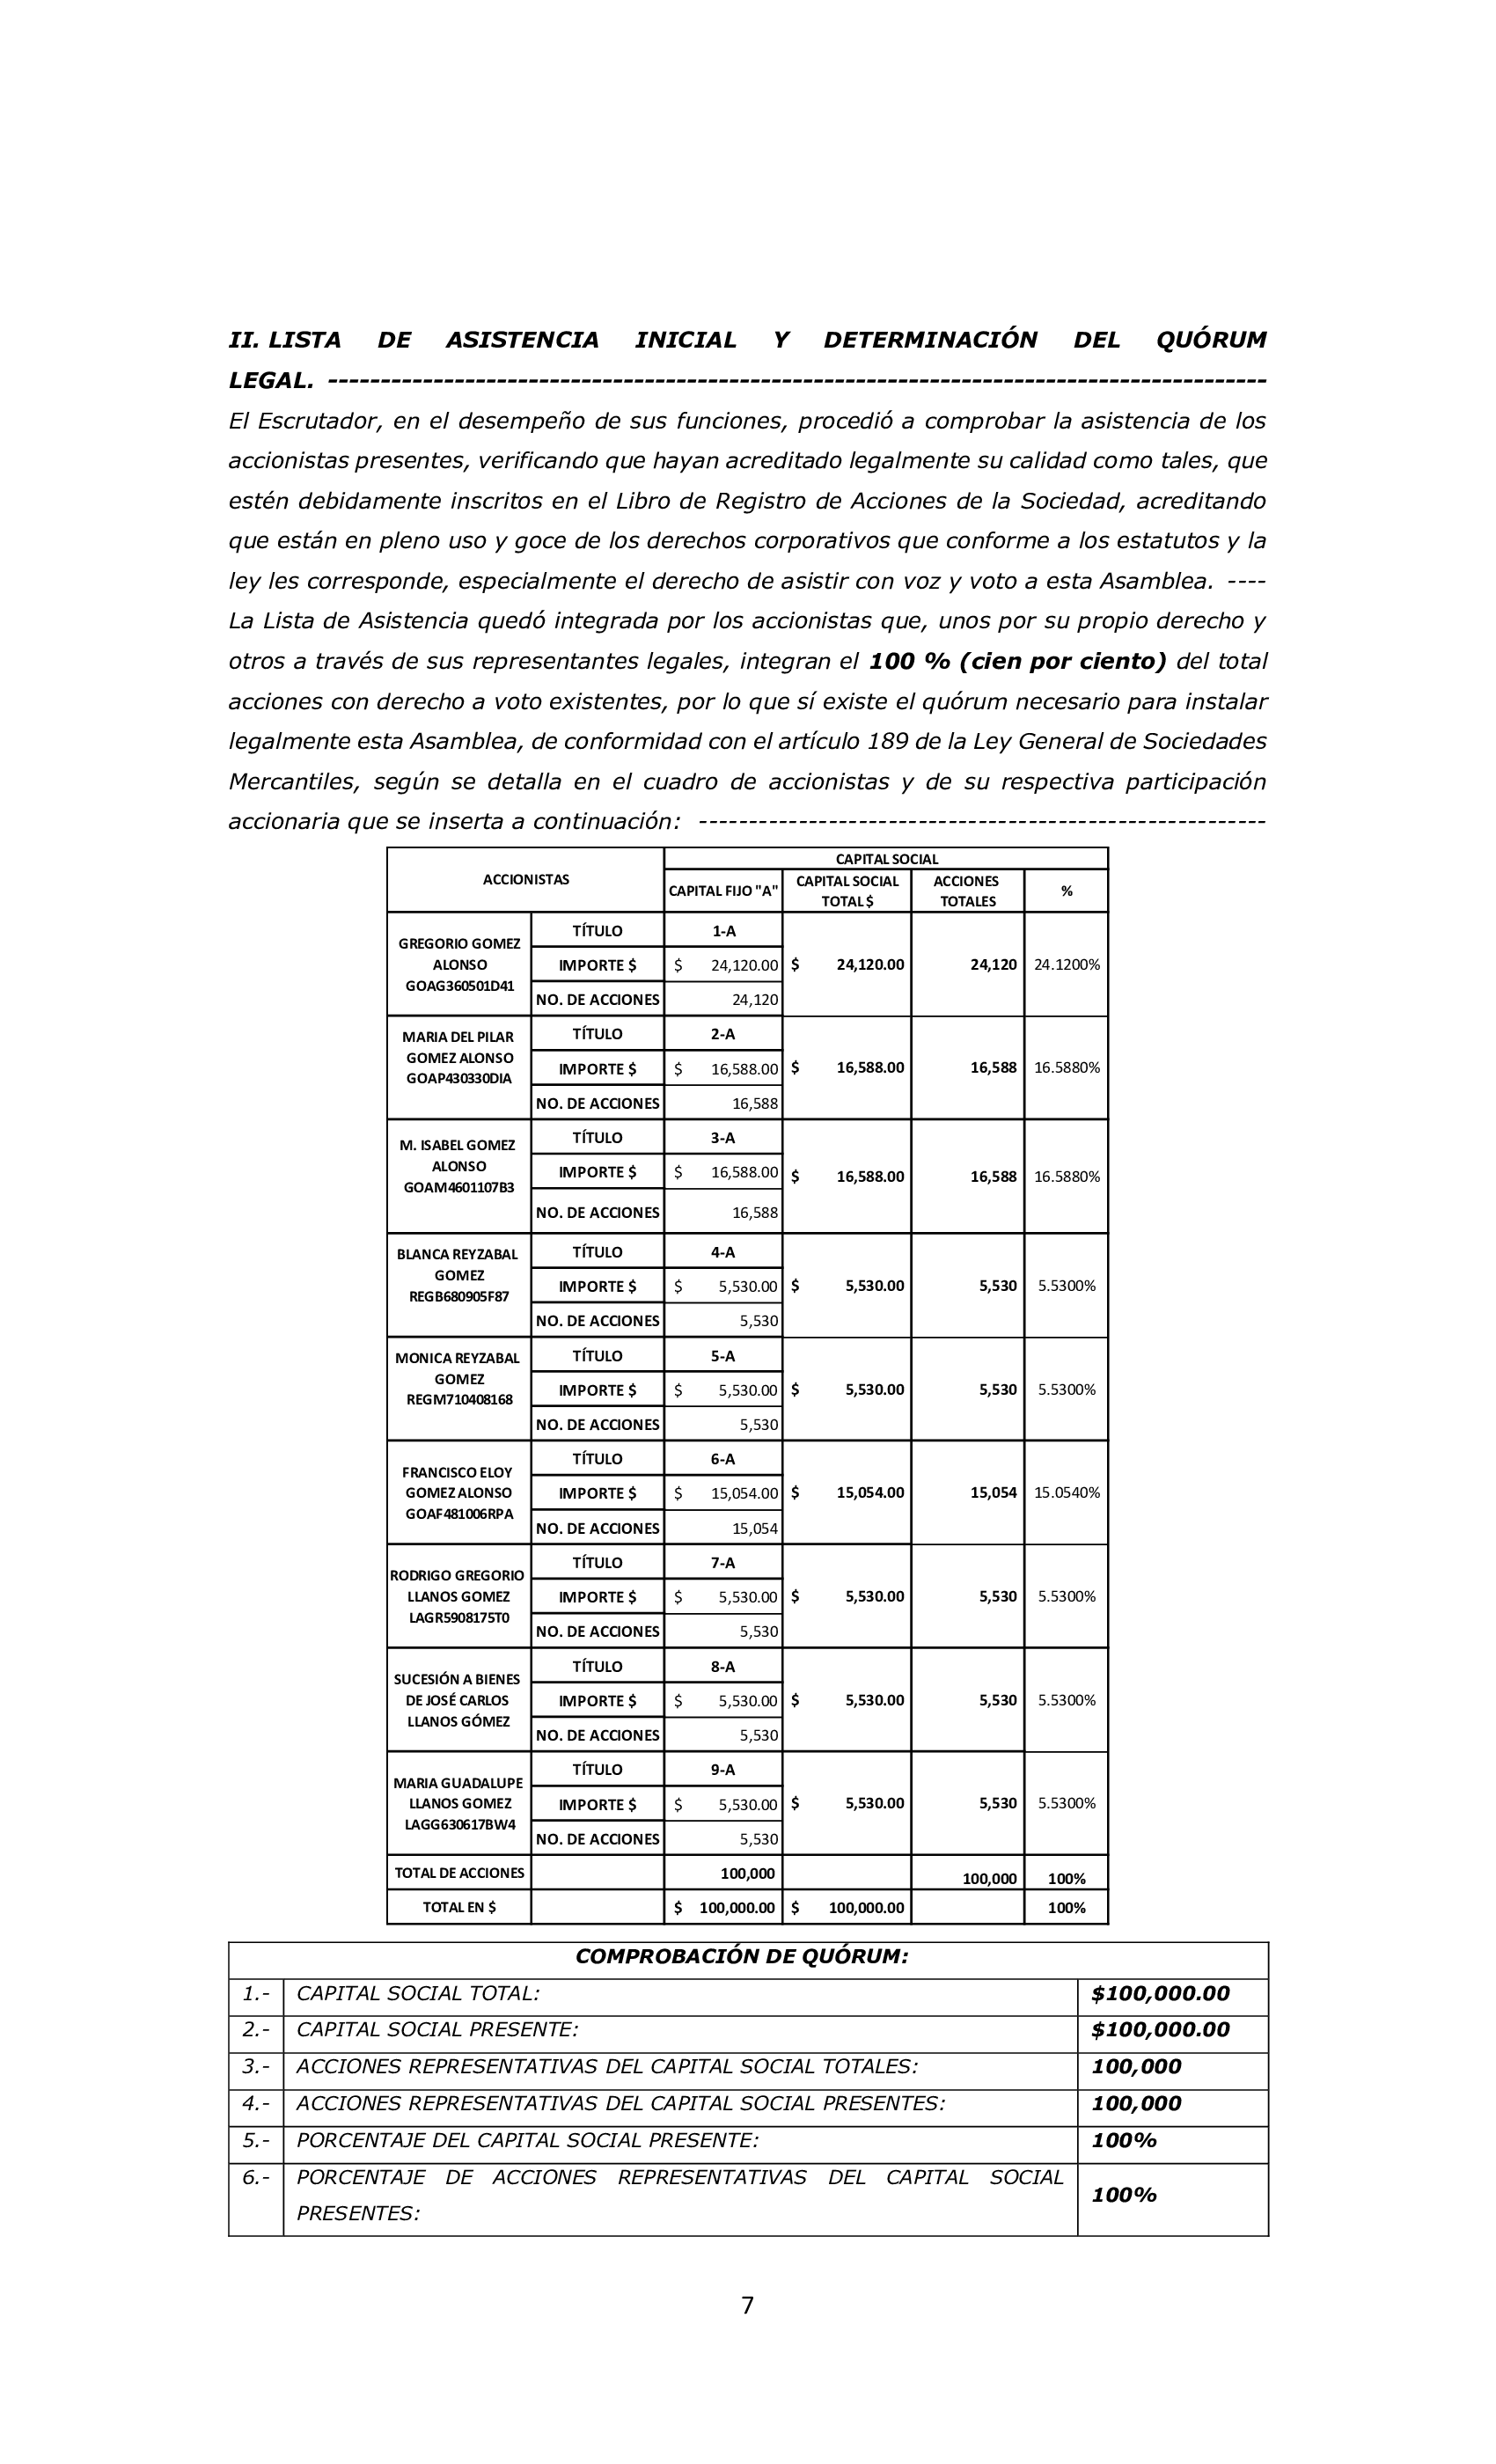 II. LISTA DE ASISTENCIA INICIAL Y DETERMINACIÓN DEL QUÓRUM
LEGAL. ------------------------------------------------------------------------------------------
El Escrutador, en el desempeño de sus funciones, procedió a comprobar la asistencia de los
accionistas presentes, verificando que hayan acreditado legalmente su calidad como tales, que
estén debidamente inscritos en el Libro de Registro de Acciones de la Sociedad, acreditando
que están en pleno uso y goce de los derechos corporativos que conforme a los estatutos y la
ley les corresponde, especialmente el derecho de asistir con voz y voto a esta Asamblea. ----
La Lista de Asistencia quedó integrada por los accionistas que, unos por su propio derecho y
otros a través de sus representantes legales, integran el 100 % (cien por ciento) del total
acciones con derecho a voto existentes, por lo que sí existe el quórum necesario para instalar
legalmente esta Asamblea, de conformidad con el artículo 189 de la Ley General de Sociedades
Mercantiles, según se detalla en el cuadro de accionistas y de su respectiva participación
accionaria que se inserta a continuación: ---------------------------------------------------------
CAPITAL SOCIAL
ACCIONISTAS
CAPITAL FIJO "A"
CAPITAL SOCIAL
TOTAL $
ACCIONES
TOTALES
%
GREGORIO GOMEZ
ALONSO
GOAG360501D41
TÍTULO 1-A
IMPORTE $ $ 24,120.00 $ 24,120.00 24,120 24.1200%
NO. DE ACCIONES 24,120
MARIA DEL PILAR
GOMEZ ALONSO
GOAP430330DIA
TÍTULO 2-A
IMPORTE $ $ 16,588.00 $ 16,588.00 16,588 16.5880%
NO. DE ACCIONES 16,588
M. ISABEL GOMEZ
ALONSO
GOAM4601107B3
TÍTULO 3-A
IMPORTE $ $ 16,588.00 $ 16,588.00 16,588 16.5880%
NO. DE ACCIONES 16,588
BLANCA REYZABAL
GOMEZ
REGB680905F87
TÍTULO 4-A
IMPORTE $ $ 5,530.00 $ 5,530.00 5,530 5.5300%
NO. DE ACCIONES 5,530
MONICA REYZABAL
GOMEZ
REGM710408168
TÍTULO 5-A
IMPORTE $ $ 5,530.00 $ 5,530.00 5,530 5.5300%
NO. DE ACCIONES 5,530
FRANCISCO ELOY
GOMEZ ALONSO
GOAF481006RPA
TÍTULO 6-A
IMPORTE $ $ 15,054.00 $ 15,054.00 15,054 15.0540%
NO. DE ACCIONES 15,054
RODRIGO GREGORIO
LLANOS GOMEZ
LAGR5908175T0
TÍTULO 7-A
IMPORTE $ $ 5,530.00 $ 5,530.00 5,530 5.5300%
NO. DE ACCIONES 5,530
SUCESIÓN A BIENES
DE JOSÉ CARLOS
LLANOS GÓMEZ
TÍTULO 8-A
IMPORTE $ $ 5,530.00 $ 5,530.00 5,530 5.5300%
NO. DE ACCIONES 5,530
MARIA GUADALUPE
LLANOS GOMEZ
LAGG630617BW4
TÍTULO 9-A
IMPORTE $ $ 5,530.00 $ 5,530.00 5,530 5.5300%
NO. DE ACCIONES 5,530
TOTAL DE ACCIONES 100,000 100,000 100%
TOTAL EN $ $ 100,000.00 $ 100,000.00 100%
COMPROBACIÓN DE QUÓRUM:
1.- CAPITAL SOCIAL TOTAL: $100,000.00
2.- CAPITAL SOCIAL PRESENTE: $100,000.00
3.- ACCIONES REPRESENTATIVAS DEL CAPITAL SOCIAL TOTALES: 100,000
4.- ACCIONES REPRESENTATIVAS DEL CAPITAL SOCIAL PRESENTES: 100,000
5.- PORCENTAJE DEL CAPITAL SOCIAL PRESENTE: 100%
6.- PORCENTAJE DE ACCIONES REPRESENTATIVAS DEL CAPITAL SOCIAL
PRESENTES: 100%
7